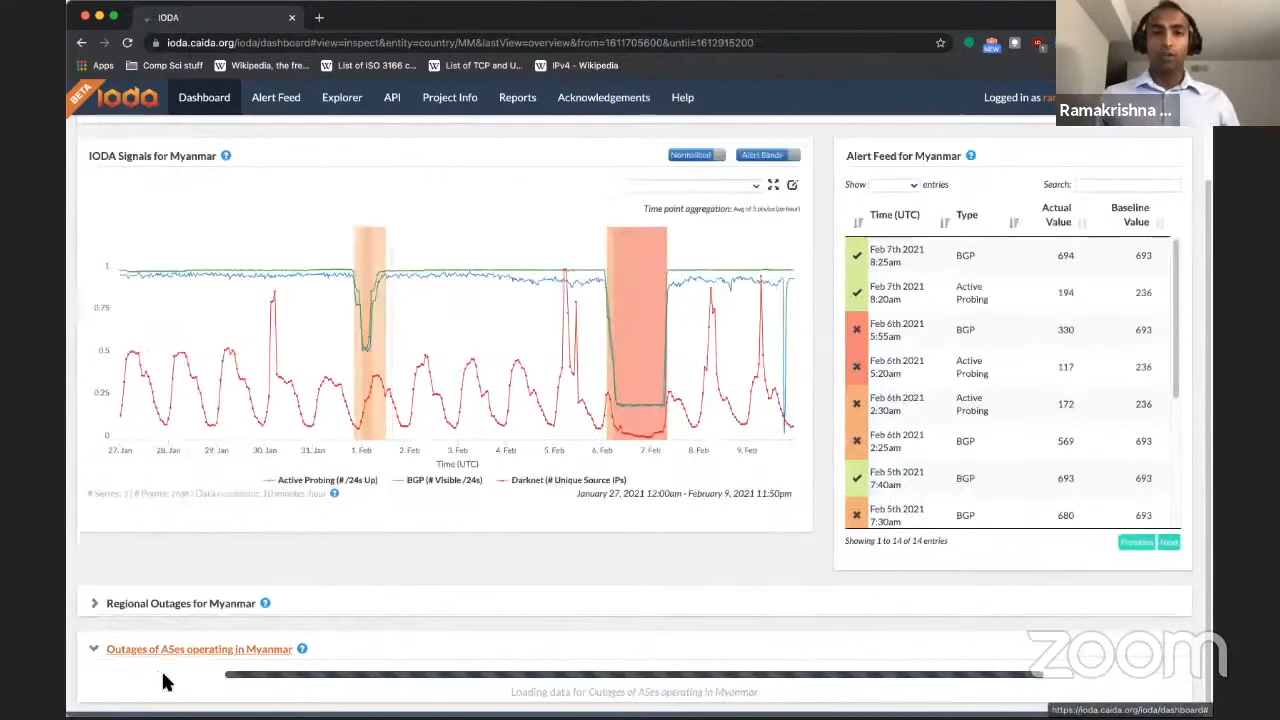 IODA
ioda.caida.org/ioda/dashboard#view=inspect&entity=country/MM&lastView=overview&from=1611705600&until=1612915200
NEW
Apps Comp Sci stuff Wikipedia, the fre... List of ISO 3166 c... List of TCP and U... IPv4 - Wikipedia
BETA
ioda
Dashboard Alert Feed Explorer API Project Info Reports Acknowledgements Help Logged in as
Ramakrishna ...
IODA Signals for Myanmar
Normalized Alert Bands
Time point aggregation:
1
0.75
0.5
0.25
0
27. Jan 28. Jan 29. Jan 30. Jan 31. Jan 1. Feb 2. Feb 3. Feb 4. Feb 5. Feb 6. Feb 7. Feb 8. Feb 9. Feb
Time (UTC)
Active Probing (# /24s Up) BGP (# Visible /24s) Darknet (# Unique Source IPs)
January 27, 2021 12:00am - February 9, 2021 11:50pm
Alert Feed for Myanmar
Show entries Search:
Time (UTC) Type Actual Value Baseline Value
Feb 7th 2021 8:25am BGP 694 693
Feb 7th 2021 8:20am Active Probing 194 236
Feb 6th 2021 5:55am BGP 330 693
Feb 6th 2021 5:20am Active Probing 117 236
Feb 6th 2021 2:30am Active Probing 172 236
Feb 6th 2021 2:25am BGP 569 693
Feb 5th 2021 7:40am BGP 693 693
Feb 5th 2021 7:30am BGP 680 693
Showing 1 to 14 of 14 entries
Previous Next
Regional Outages for Myanmar
Outages of ASes operating in Myanmar
Loading data for Outages of ASes operating in Myanmar
zoom
https://ioda.caida.org/ioda/dashboard#